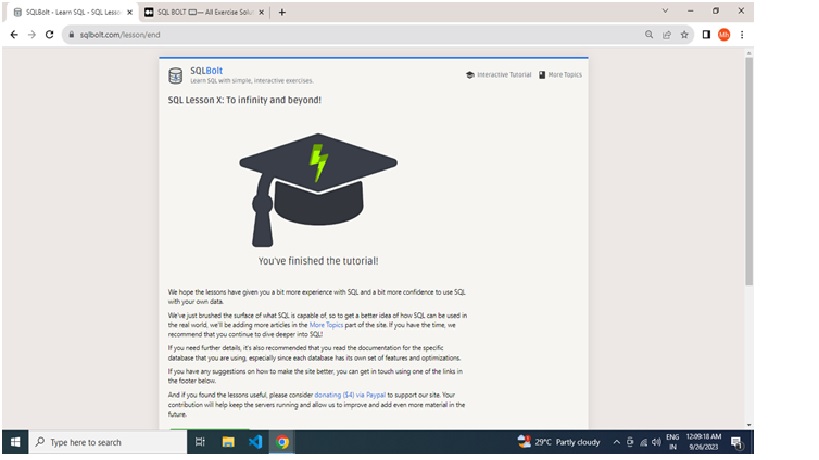 SQLBolt - Learn SQL - SQL Lesson
SQL BOLT — All Exercise Solut
sqlbolt.com/lesson/end
SQLBolt
Learn SQL with simple, interactive exercises.
Interactive Tutorial
More Topics
SQL Lesson X: To infinity and beyond!
You've finished the tutorial!
We hope the lessons have given you a bit more experience with SQL and a bit more confidence to use SQL
with your own data.
We've just brushed the surface of what SQL is capable of, so to get a better idea of how SQL can be used in
the real world, we'll be adding more articles in the More Topics part of the site. If you have the time, we
recommend that you continue to dive deeper into SQL!
If you need further details, it's also recommended that you read the documentation for the specific
database that you are using, especially since each database has its own set of features and optimizations.
If you have any suggestions on how to make the site better, you can get in touch using one of the links in
the footer below.
And if you found the lessons useful, please consider donating ($4) via Paypal to support our site. Your
contribution will help keep the servers running and allow us to improve and add even more material in the
future.
Type here to search
29°C Partly cloudy
ENG
IN
12:09:18 AM
9/26/2023